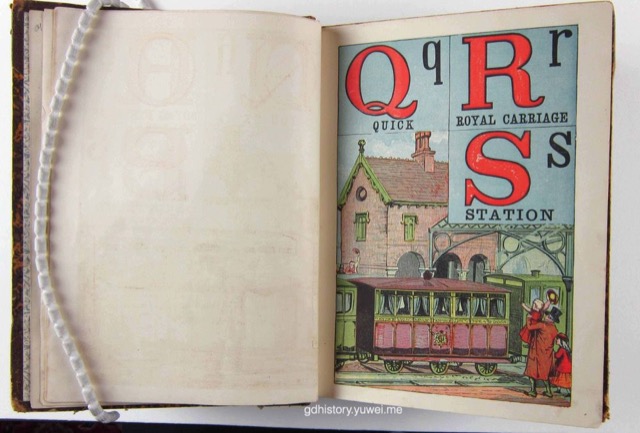 Q q
QUICK
R r
ROYAL CARRIAGE
S s
STATION
gdhistory.yuwei.me